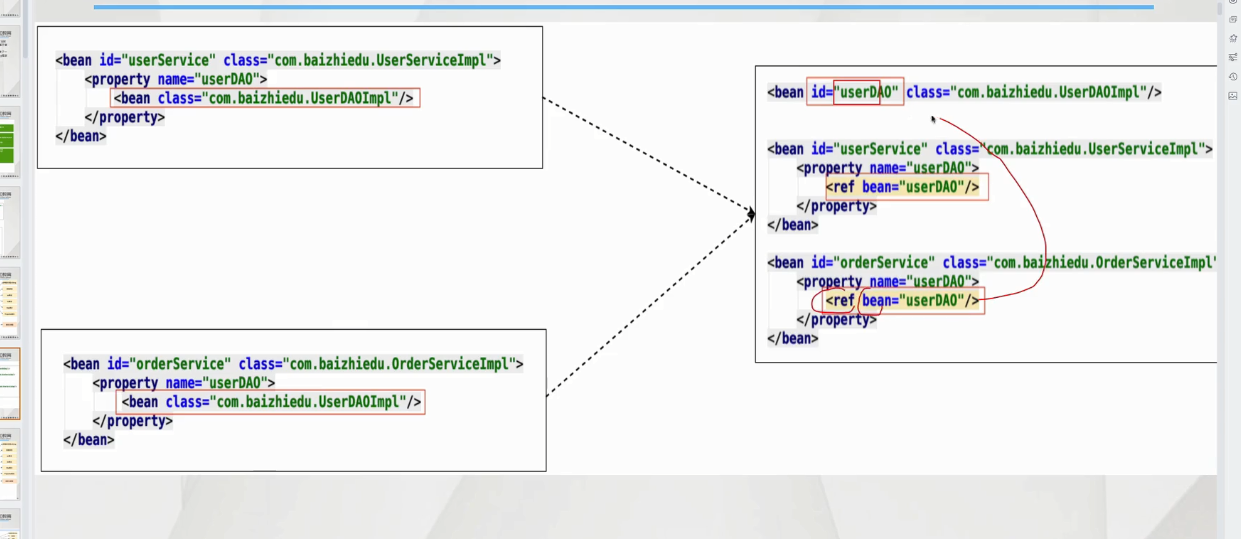 <bean id="userService" class="com.baizhiedu.UserServiceImpl">
<property name="userDAO">
<bean class="com.baizhiedu.UserDAOImpl"/>
</property>
</bean>
<bean id="orderService" class="com.baizhiedu.OrderServiceImpl">
<property name="userDAO">
<bean class="com.baizhiedu.UserDAOImpl"/>
</property>
</bean>
<bean id="userDAO" class="com.baizhiedu.UserDAOImpl"/>
<bean id="userService" class="com.baizhiedu.UserServiceImpl">
<property name="userDAO">
<ref bean="userDAO"/>
</property>
</bean>
<bean id="orderService" class="com.baizhiedu.OrderServiceImpl"
<property name="userDAO">
<ref bean="userDAO"/>
</property>
</bean>